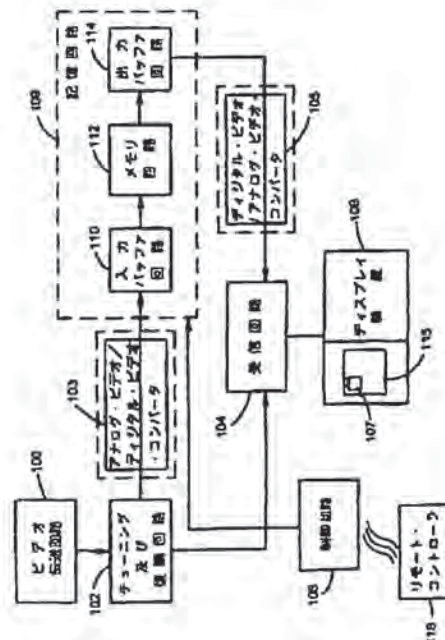 100
ビデオ
伝送回路
102
チューニング
及び
復調回路
103
アナログ・ビデオ/
ディジタル・ビデオ
・コンバータ
記憶回路
110
入力
バッファ
回路
112
メモリ
回路
114
出力
バッファ
回路
105
ディジタル・ビデオ
/アナログ・ビデオ・
コンバータ
104
受信回路
ディスプレイ
装置
107
115
制御回路
リモート・
コントローラ